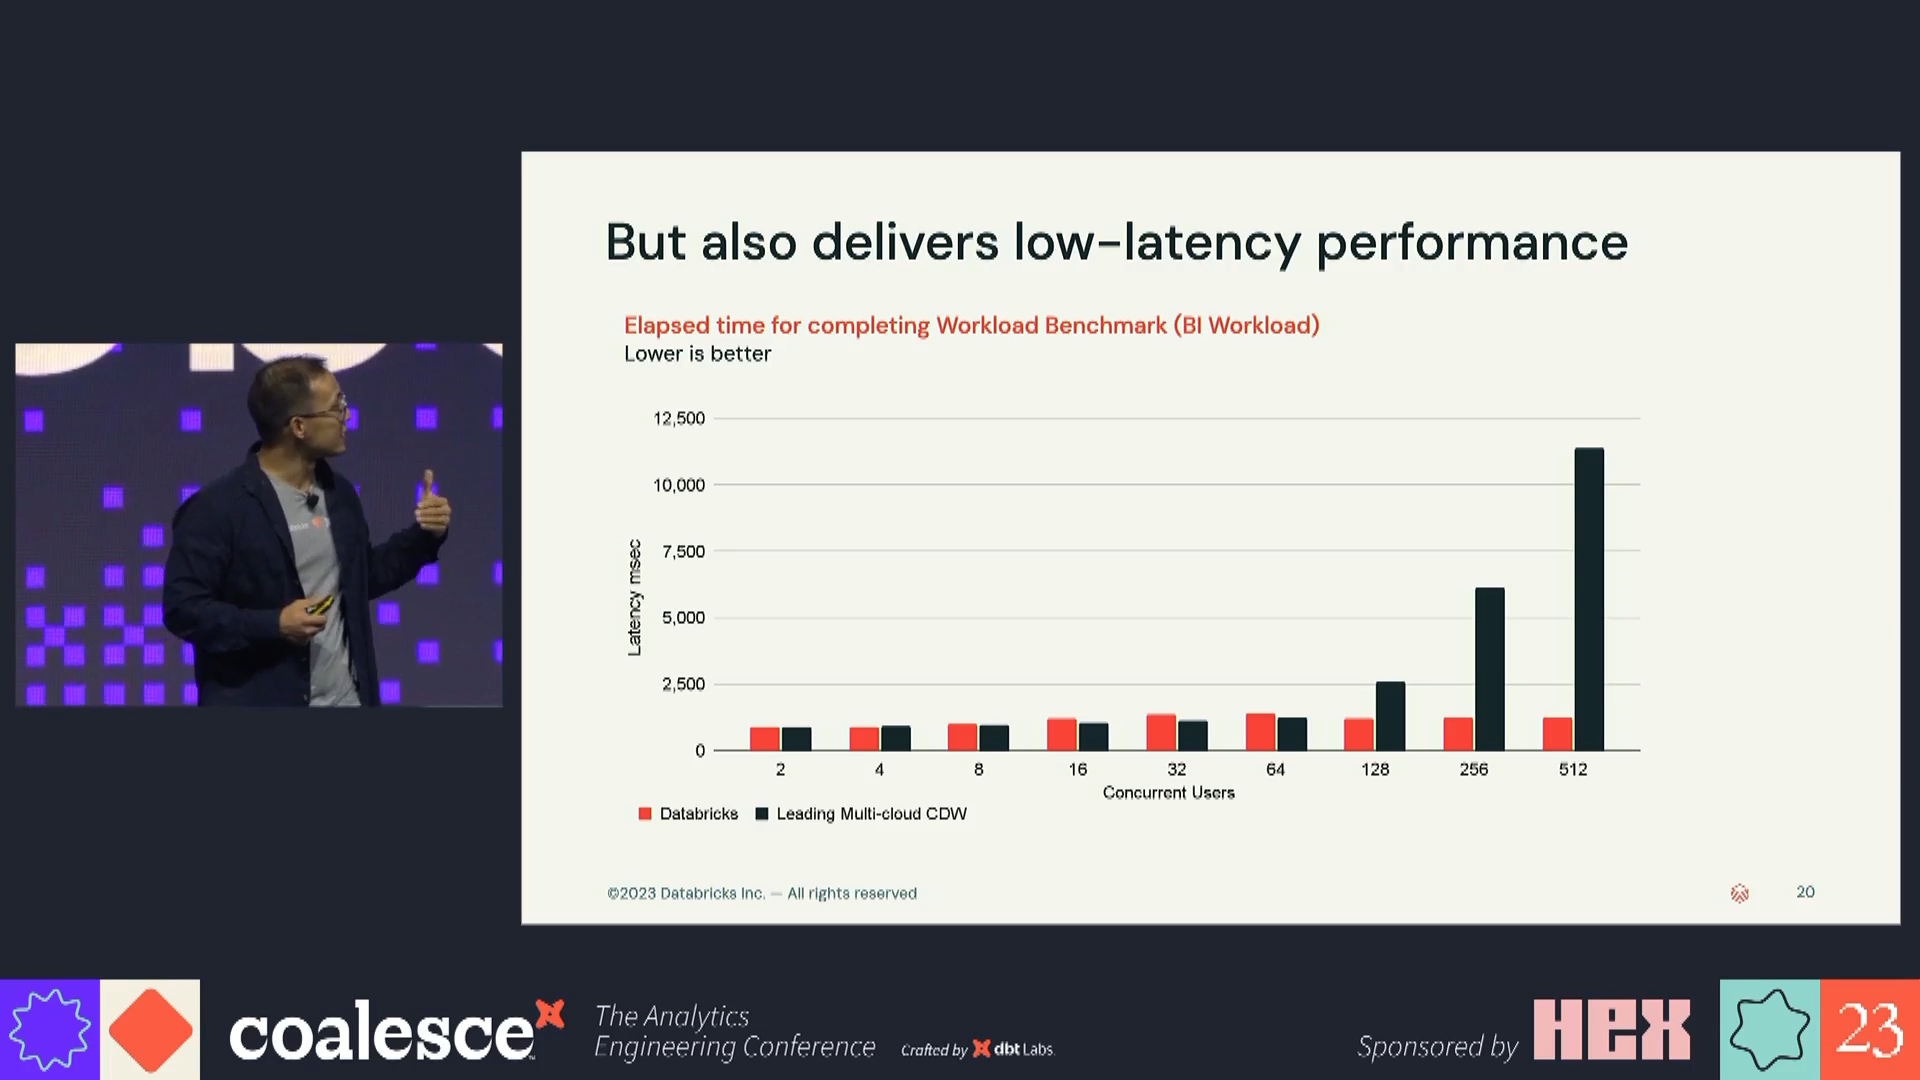 But also delivers low-latency performance
Elapsed time for completing Workload Benchmark (BI Workload)
Lower is better
12,500
10,000
7,500
5,000
2,500
0
Latency msec
2 4 8 16 32 64 128 256 512
Concurrent Users
Databricks Leading Multi-cloud CDW
©2023 Databricks Inc. — All rights reserved
20
coalesce
The Analytics
Engineering Conference
Crafted by dbt Labs
Sponsored by HEX
23